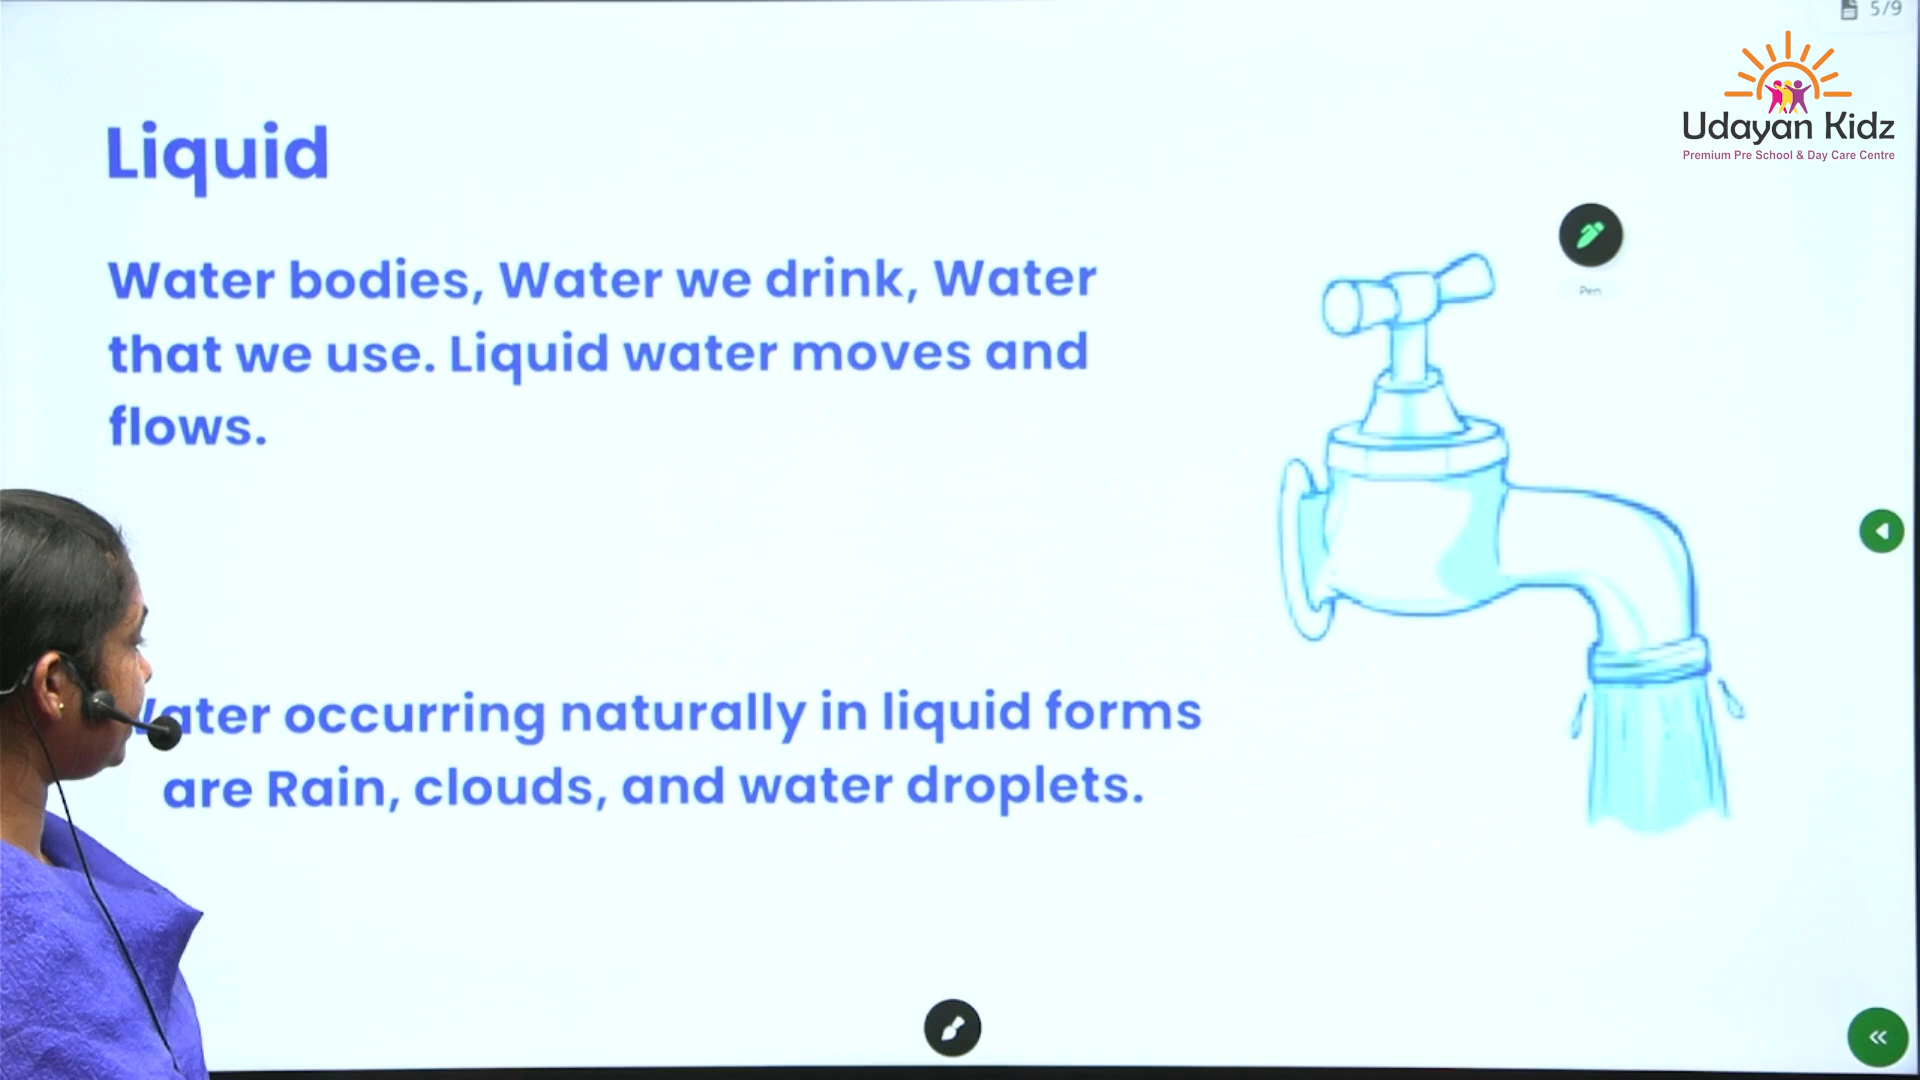 5/9
Udayan Kidz
Premium Pre School & Day Care Centre
Liquid
Pen
Water bodies, Water we drink, Water
that we use. Liquid water moves and
flows.
Water occurring naturally in liquid forms
are Rain, clouds, and water droplets.